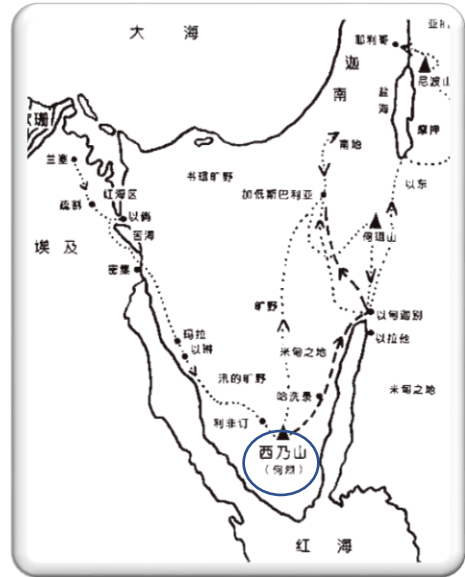 大海
亚
耶利哥
迦南
尼波山
盐海
珊
摩押
南地
兰塞
书珥旷野
以东
红海区
加低斯巴利亚
疏割
以倘
何珥山
埃及
苦海
旷野
以旬迦别
玛拉
以拉他
米甸之地
汛的旷野
哈洗录
米甸之地
利非订
西乃山
(何烈)
红海